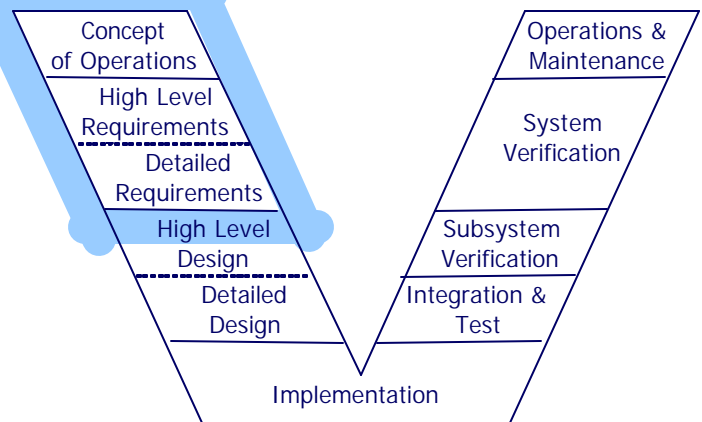 Concept
of Operations
High Level
Requirements
Detailed
Requirements
High Level
Design
Detailed
Design
Implementation
Integration &
Test
Subsystem
Verification
System
Verification
Operations &
Maintenance